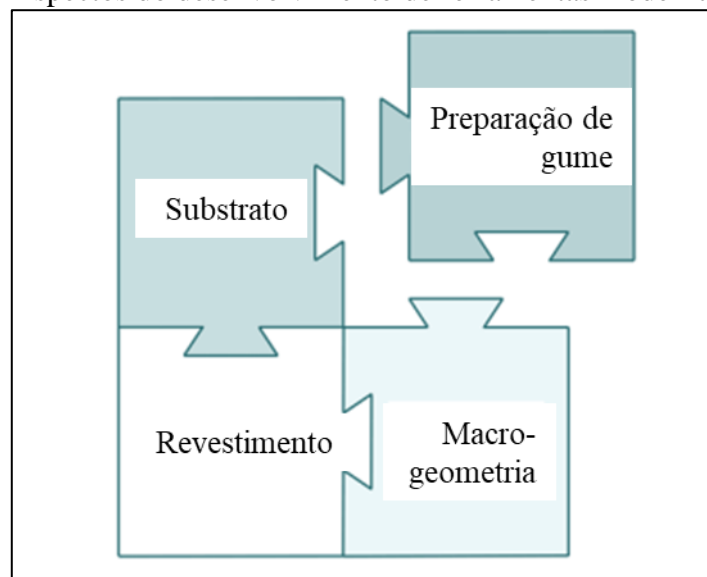 Preparação de
gume
Substrato
Revestimento
Macro-
geometria